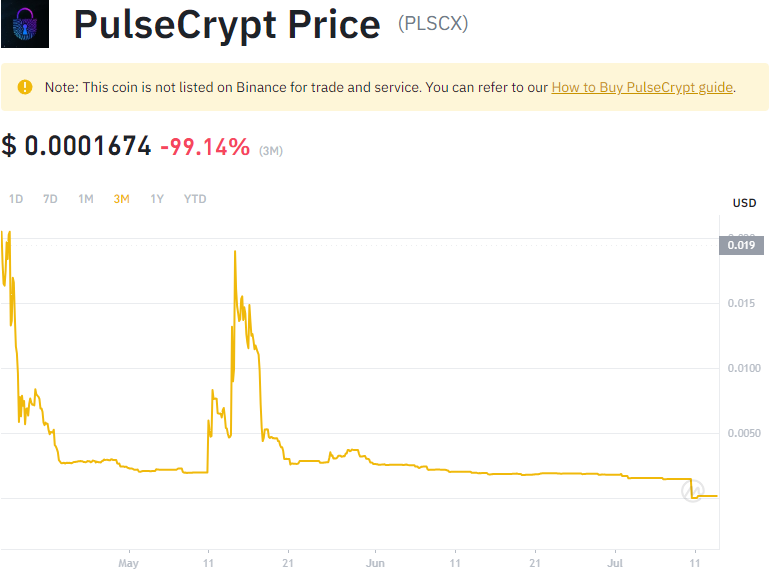 PulseCrypt Price (PLSCX)
Note: This coin is not listed on Binance for trade and service. You can refer to our How to Buy PulseCrypt guide.
$ 0.0001674 -99.14% (3M)
1D 7D 1M 3M 1Y YTD
USD
0.019
0.015
0.0100
0.0050
May 11 21 Jun 11 21 Jul 11